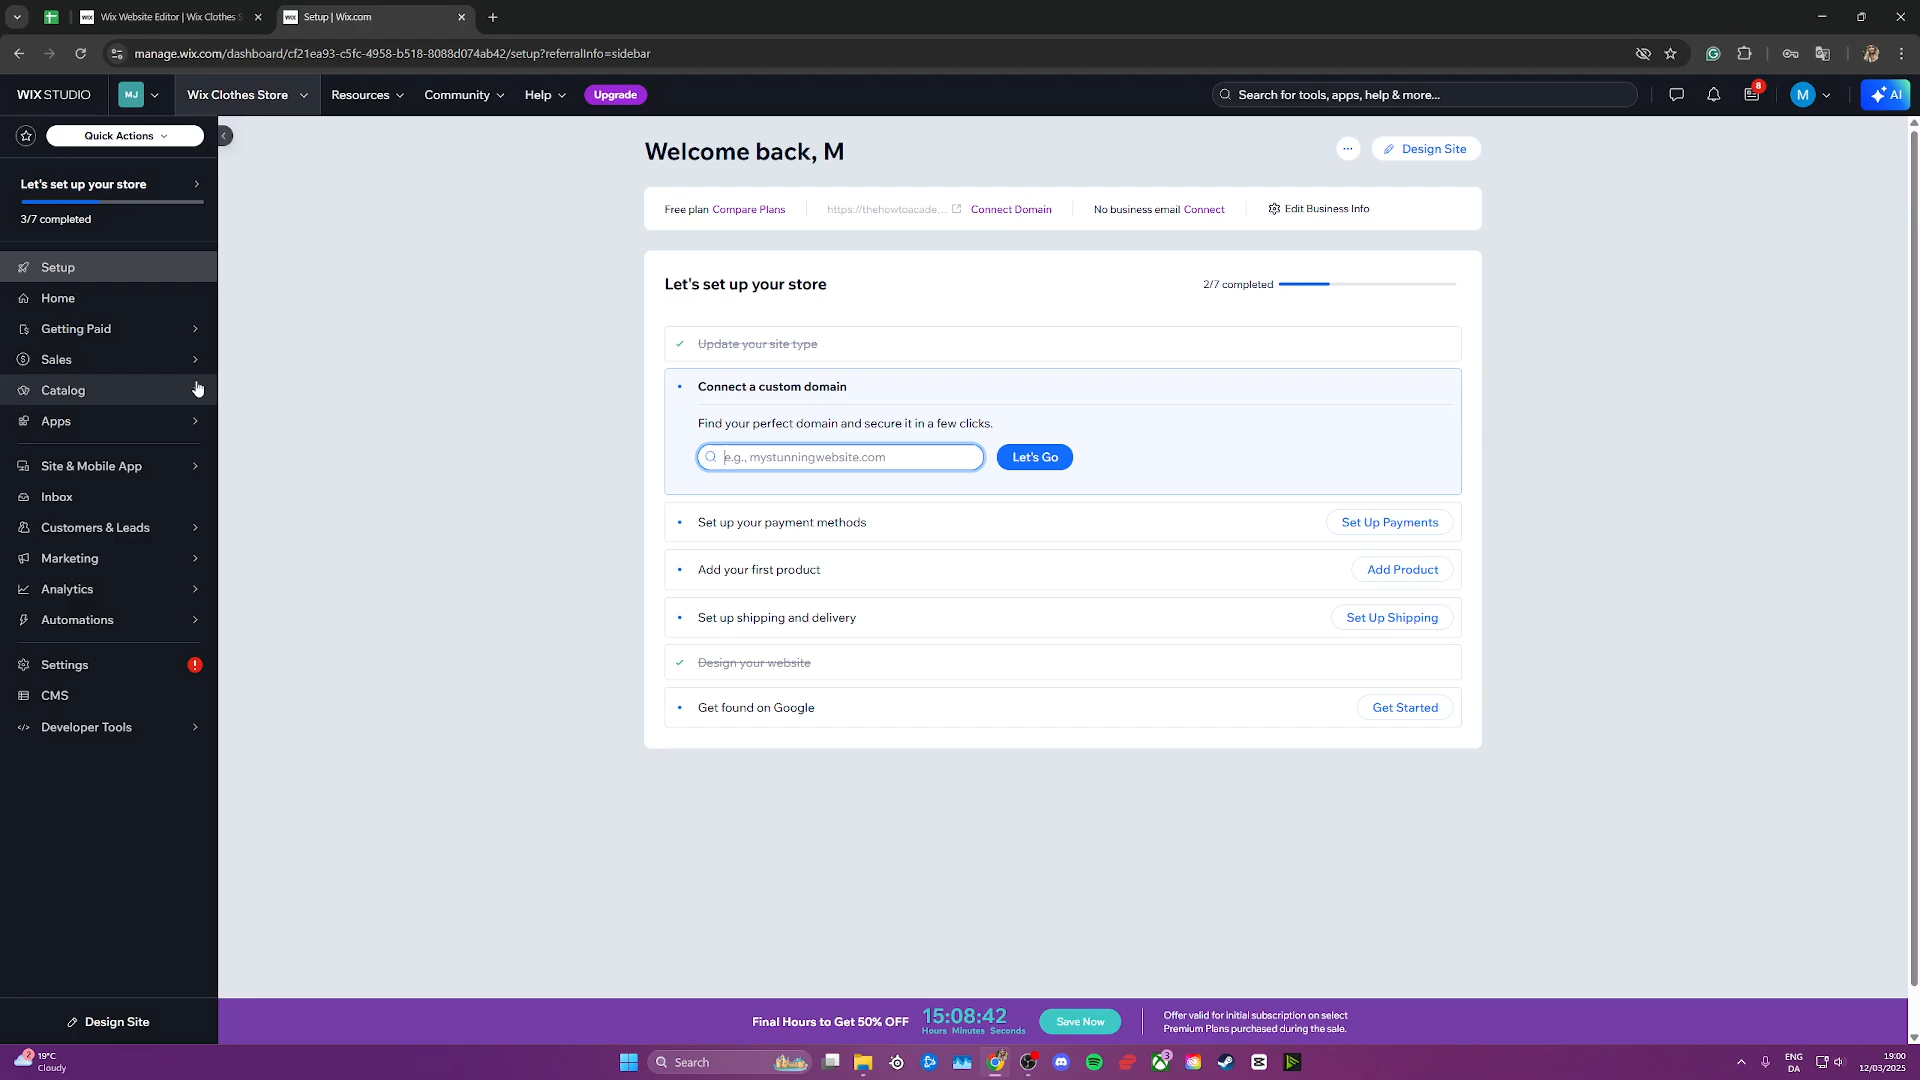 Wix Website Editor | Wix Clothes S
Setup | Wix.com
manage.wix.com/dashboard/cf21ea93-c5fc-4958-b518-8088d074ab42/setup?referralInfo=sidebar
WIX STUDIO
MJ
Wix Clothes Store
Resources
Community
Help
Upgrade
Search for tools, apps, help & more...
8
M
AI
Quick Actions
Let's set up your store
3/7 completed
Setup
Home
Getting Paid
Sales
Catalog
Apps
Site & Mobile App
Inbox
Customers & Leads
Marketing
Analytics
Automations
Settings
CMS
Developer Tools
Design Site
Welcome back, M
... Design Site
Free plan Compare Plans
https://thehowtoacade...
Connect Domain
No business email Connect
Edit Business Info
Let's set up your store
2/7 completed
Update your site type
Connect a custom domain
Find your perfect domain and secure it in a few clicks.
e.g., mystunningwebsite.com
Let's Go
Set up your payment methods
Set Up Payments
Add your first product
Add Product
Set up shipping and delivery
Set Up Shipping
Design your website
Get found on Google
Get Started
Final Hours to Get 50% OFF
15:08:42
Hours Minutes Seconds
Save Now
Offer valid for initial subscription on select
Premium Plans purchased during the sale.
2
19°C
Cloudy
Search
3
ENG
DA
19:00
12/03/2025